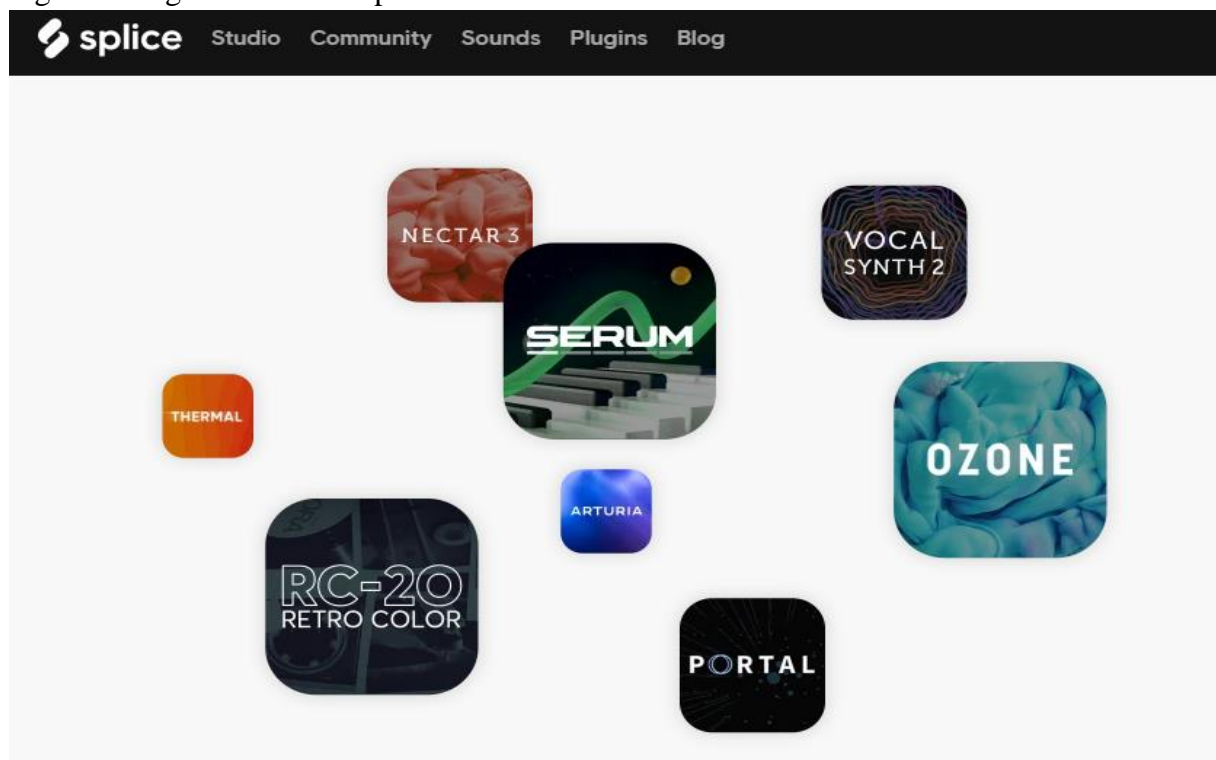 splice Studio Community Sounds Plugins Blog
NECTAR 3
VOCAL
SYNTH 2
SERUM
THERMAL
OZONE
ARTURIA
RC-20
RETRO COLOR
PORTAL